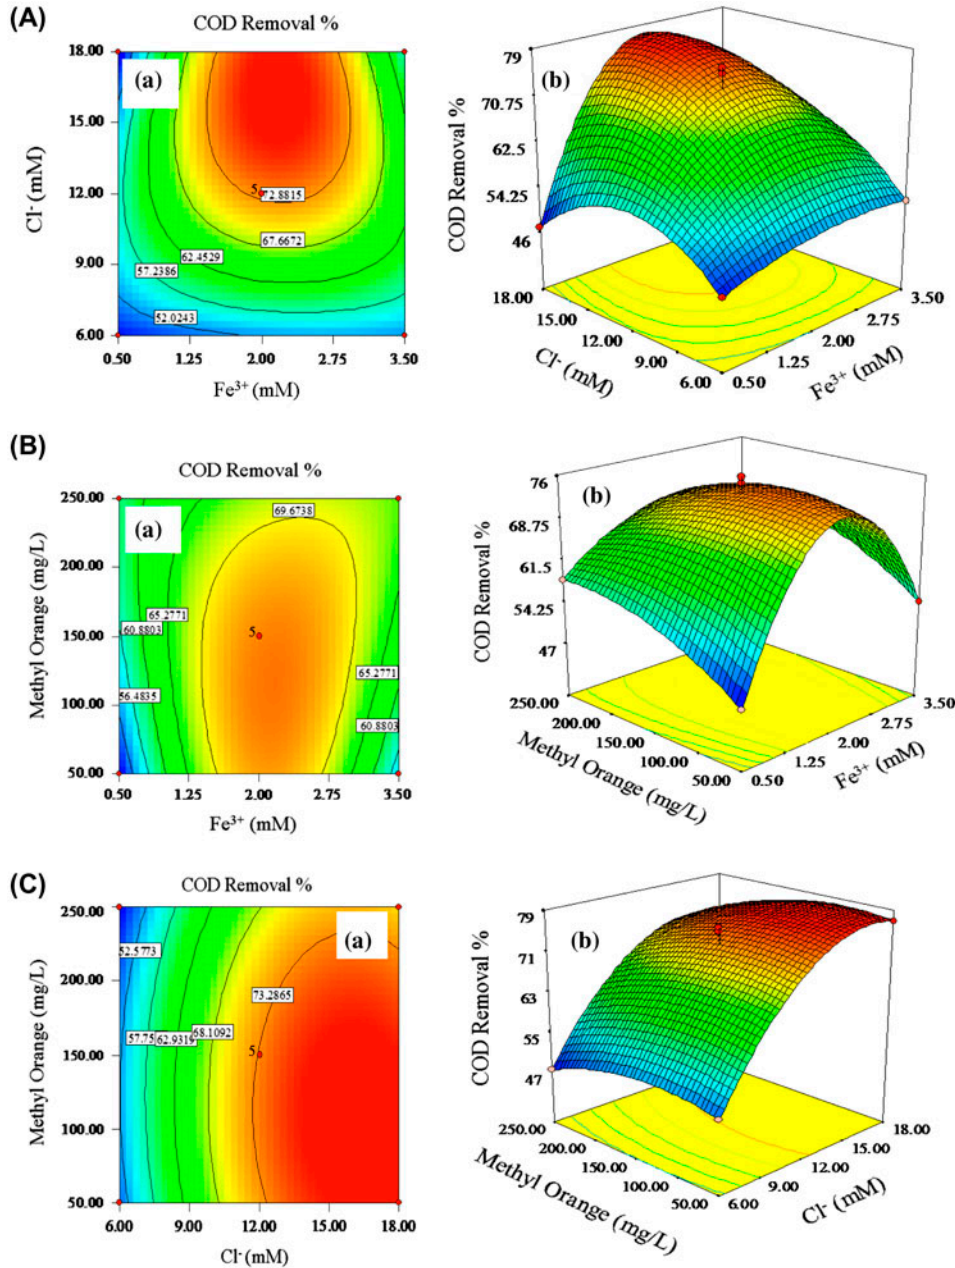 (A)
COD Removal %
(a)
18.00
15.00
12.00
9.00
6.00
Cl- (mM)
5
72.8815
67.6672
62.4529
57.2386
52.0243
0.50 1.25 2.00 2.75 3.50
Fe3+ (mM)
(b)
79
70.75
62.5
54.25
46
COD Removal %
18.00
15.00
12.00
9.00
6.00
Cl- (mM)
0.50
1.25
2.00
2.75
3.50
Fe3+ (mM)
(B)
COD Removal %
(a)
250.00
200.00
150.00
100.00
50.00
Methyl Orange (mg/L)
69.6738
65.2771
60.8803
5
56.4835
65.2771
60.8803
0.50 1.25 2.00 2.75 3.50
Fe3+ (mM)
(b)
76
68.75
61.5
54.25
47
COD Removal %
250.00
200.00
150.00
100.00
50.00
Methyl Orange (mg/L)
0.50
1.25
2.00
2.75
3.50
Fe3+ (mM)
(C)
COD Removal %
(a)
250.00
200.00
150.00
100.00
50.00
Methyl Orange (mg/L)
52.5773
57.75
62.9319
68.1092
73.2865
5
6.00 9.00 12.00 15.00 18.00
Cl- (mM)
(b)
79
71
63
55
47
COD Removal %
250.00
200.00
150.00
100.00
50.00
Methyl Orange (mg/L)
6.00
9.00
12.00
15.00
18.00
Cl- (mM)